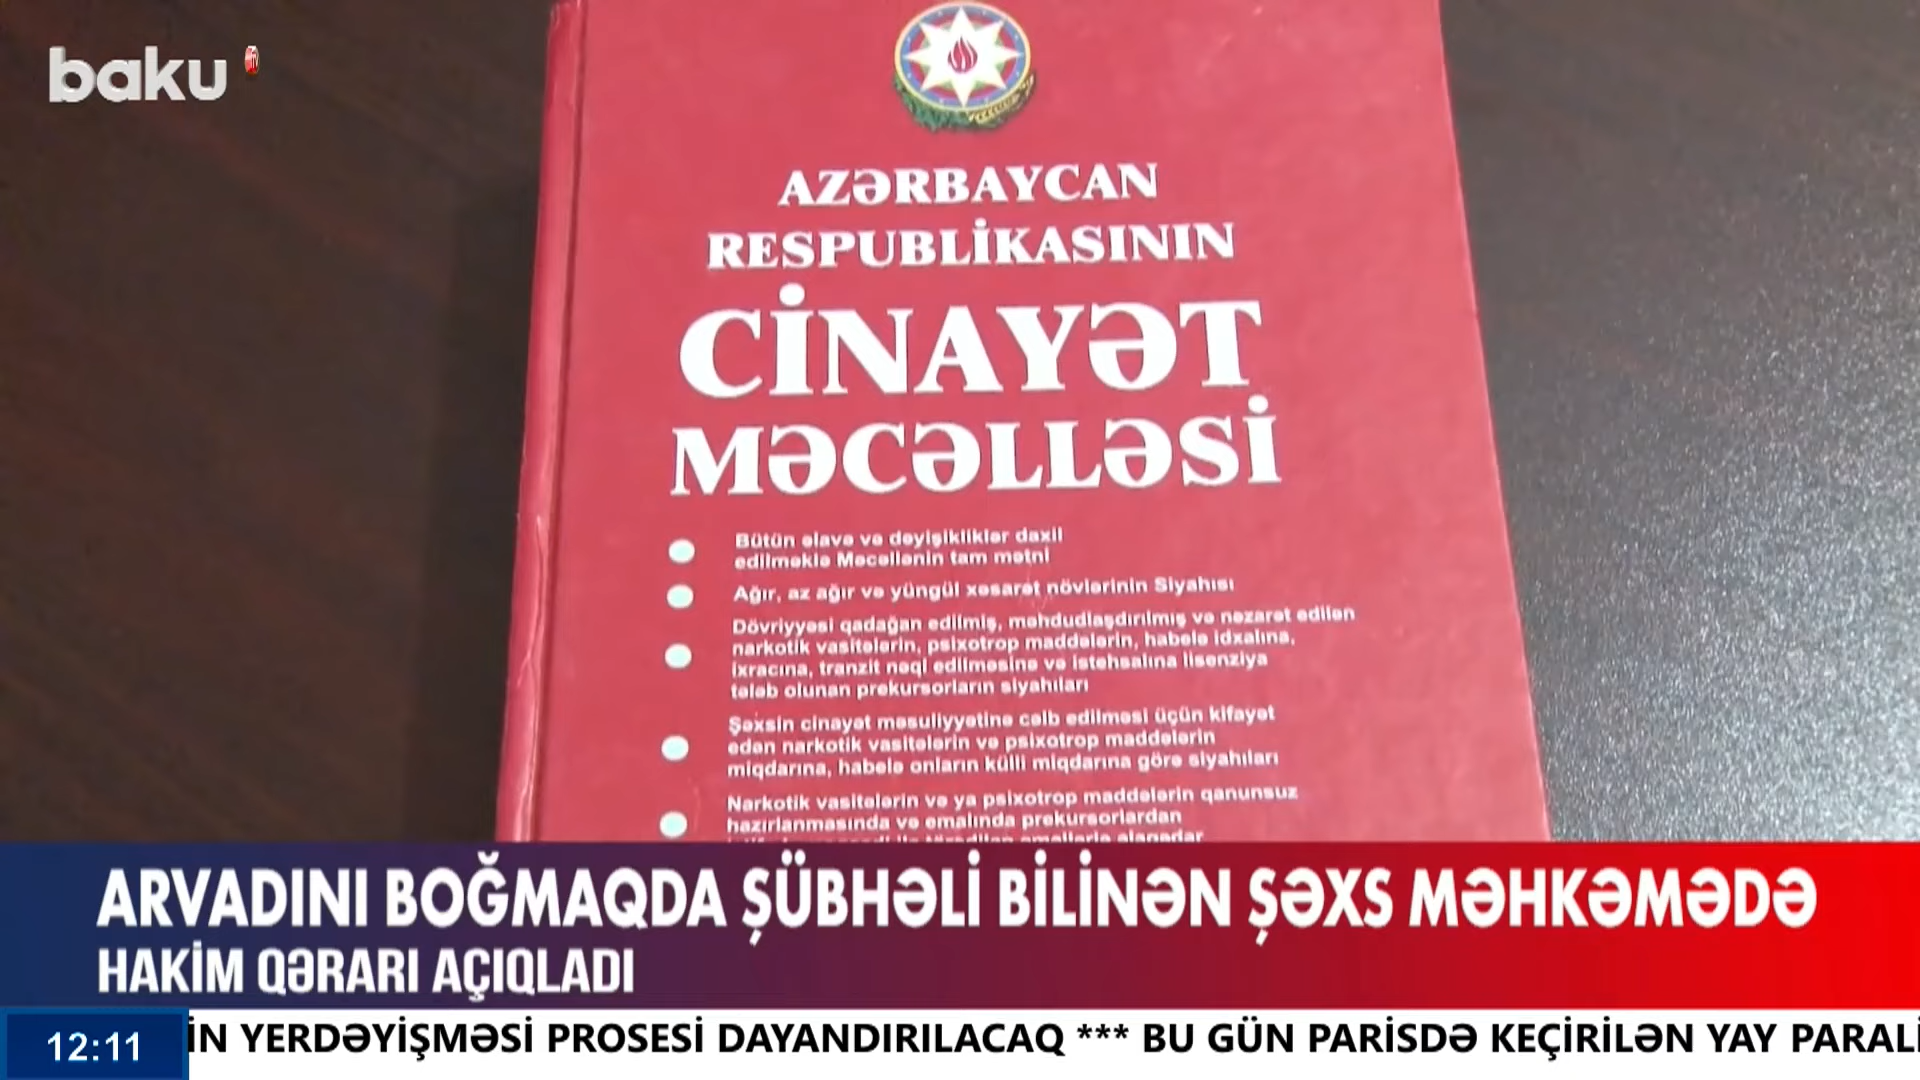 baku
AZƏRBAYCAN
RESPUBLİKASININ
CİNAYƏT
MƏCƏLLƏSİ
Bütün əlavə və dəyişikliklər daxil
edilməklə Məcəllənin tam mətni
Ağır, az ağır və yüngül xəsarət növlərinin Siyahısı
Dövriyyəsi qadağan edilmiş, məhdudlaşdırılmış və nəzarət edilən
narkotik vasitələrin, psixotrop maddələrin, habelə idxalına,
ixracına, tranzit nəql edilməsinə və istehsalına lisenziya
tələb olunan prekursorların siyahıları
Şəxsin cinayət məsuliyyətinə cəlb edilməsi üçün kifayət
edən narkotik vasitələrin və psixotrop maddələrin
miqdarına, habelə onların külli miqdarına görə siyahıları
Narkotik vasitələrin və ya psixotrop maddələrin qanunsuz
hazırlanmasında və emalında prekursorlardan
ARVADINI BOĞMAQDA ŞÜBHƏLİ BİLİNƏN ŞƏXS MƏHKƏMƏDƏ
HAKİM QƏRARI AÇIQLADI
12:11 İN YERDƏYİŞMƏSİ PROSESİ DAYANDIRILACAQ *** BU GÜN PARİSDƏ KEÇİRİLƏN YAY PARALİ